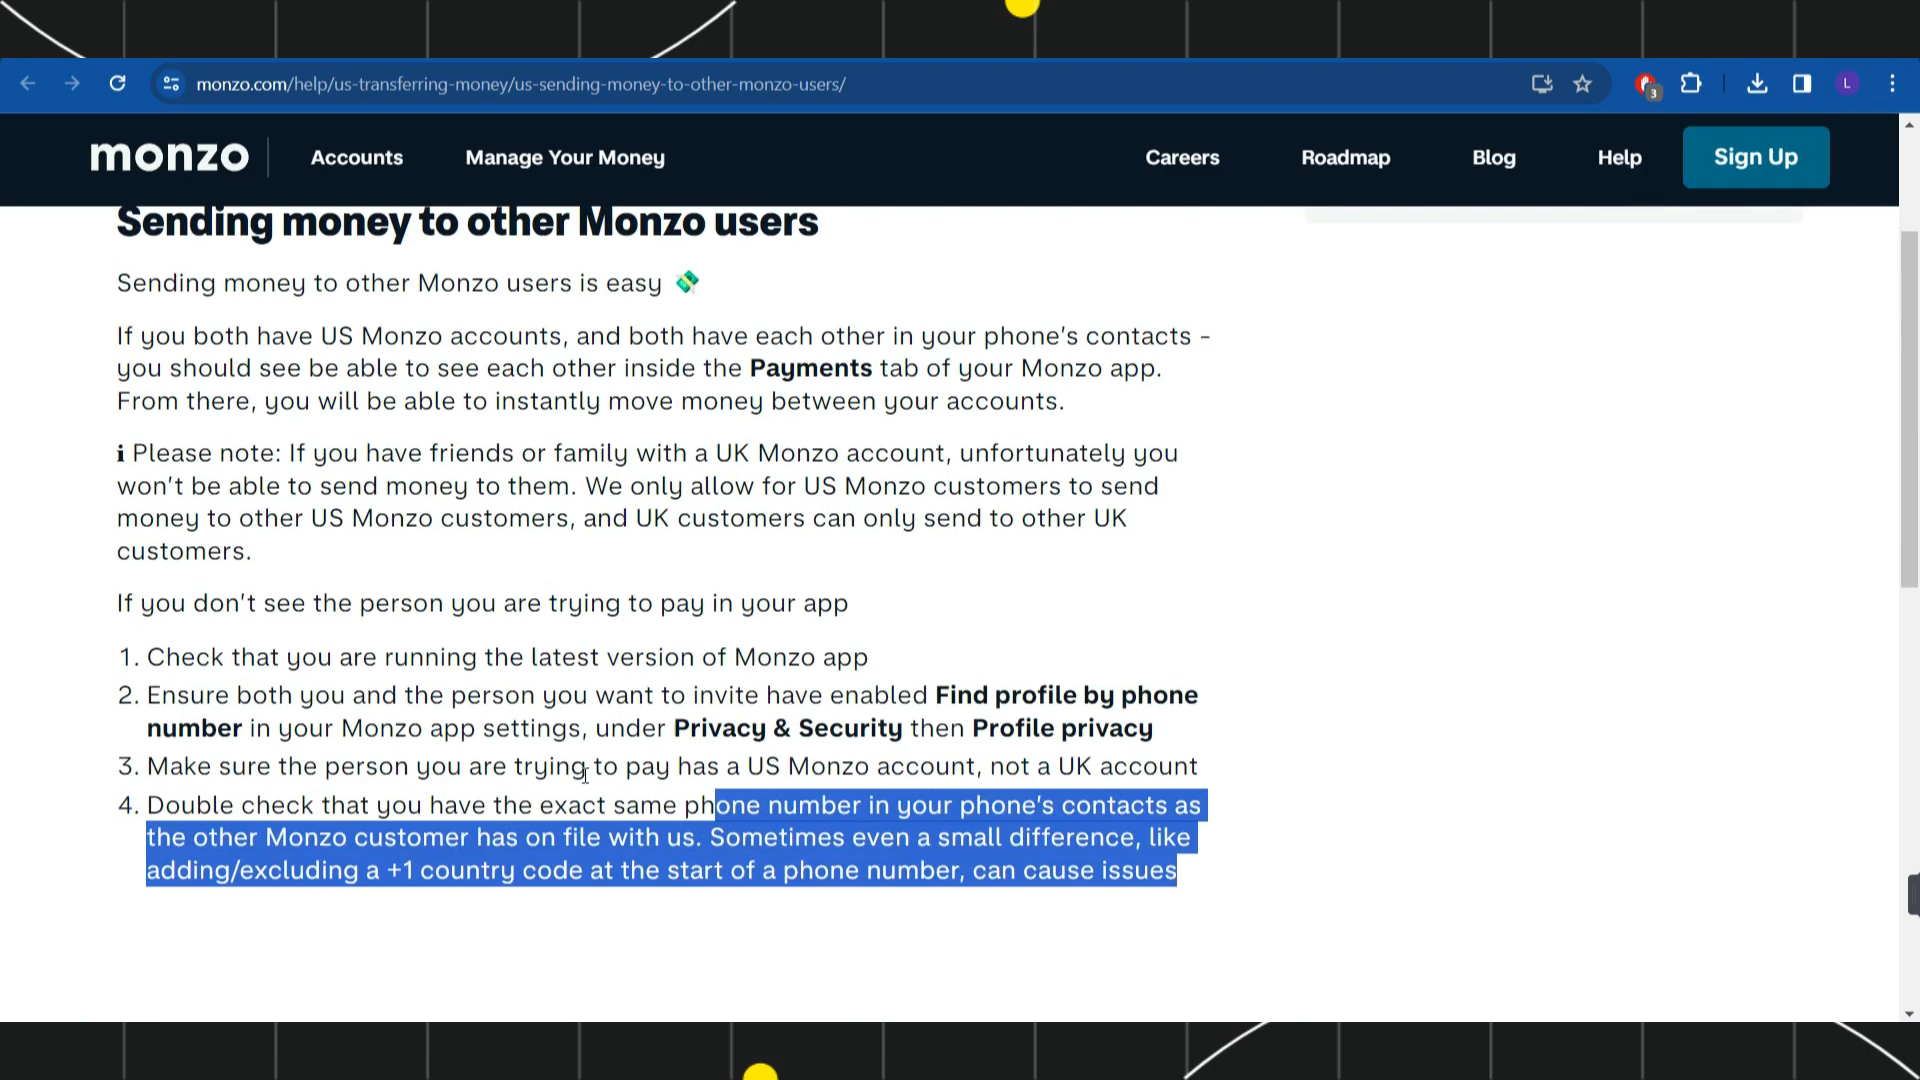 monzo.com/help/us-transferring-money/us-sending-money-to-other-monzo-users/
3
L
monzo
Accounts
Manage Your Money
Careers
Roadmap
Blog
Help
Sign Up
Sending money to other Monzo users
Sending money to other Monzo users is easy 💸
If you both have US Monzo accounts, and both have each other in your phone’s contacts –
you should see be able to see each other inside the Payments tab of your Monzo app.
From there, you will be able to instantly move money between your accounts.
ℹ Please note: If you have friends or family with a UK Monzo account, unfortunately you
won’t be able to send money to them. We only allow for US Monzo customers to send
money to other US Monzo customers, and UK customers can only send to other UK
customers.
If you don’t see the person you are trying to pay in your app
1. Check that you are running the latest version of Monzo app
2. Ensure both you and the person you want to invite have enabled Find profile by phone
number in your Monzo app settings, under Privacy & Security then Profile privacy
3. Make sure the person you are trying to pay has a US Monzo account, not a UK account
4. Double check that you have the exact same phone number in your phone’s contacts as
the other Monzo customer has on file with us. Sometimes even a small difference, like
adding/excluding a +1 country code at the start of a phone number, can cause issues